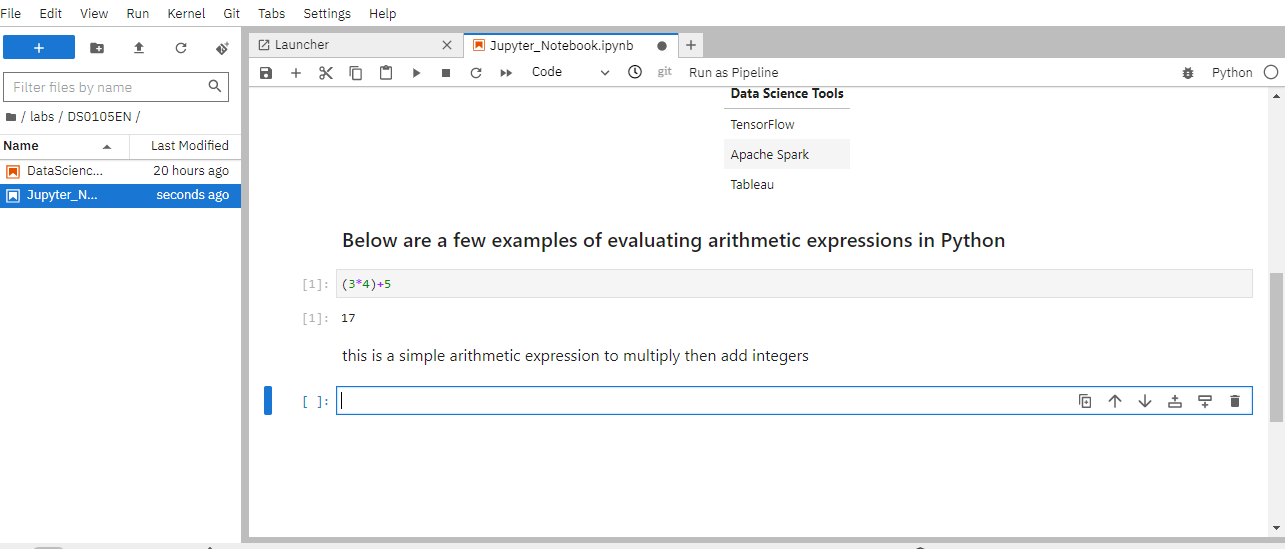 File Edit View Run Kernel Git Tabs Settings Help
+
Filter files by name
/ labs / DS0105EN /
Name Last Modified
DataScienc... 20 hours ago
Jupyter_N... seconds ago
Launcher × Jupyter_Notebook.ipynb +
Code git Run as Pipeline Python
Data Science Tools
TensorFlow
Apache Spark
Tableau
Below are a few examples of evaluating arithmetic expressions in Python
[1]: (3*4)+5
[1]: 17
this is a simple arithmetic expression to multiply then add integers
[ ]: